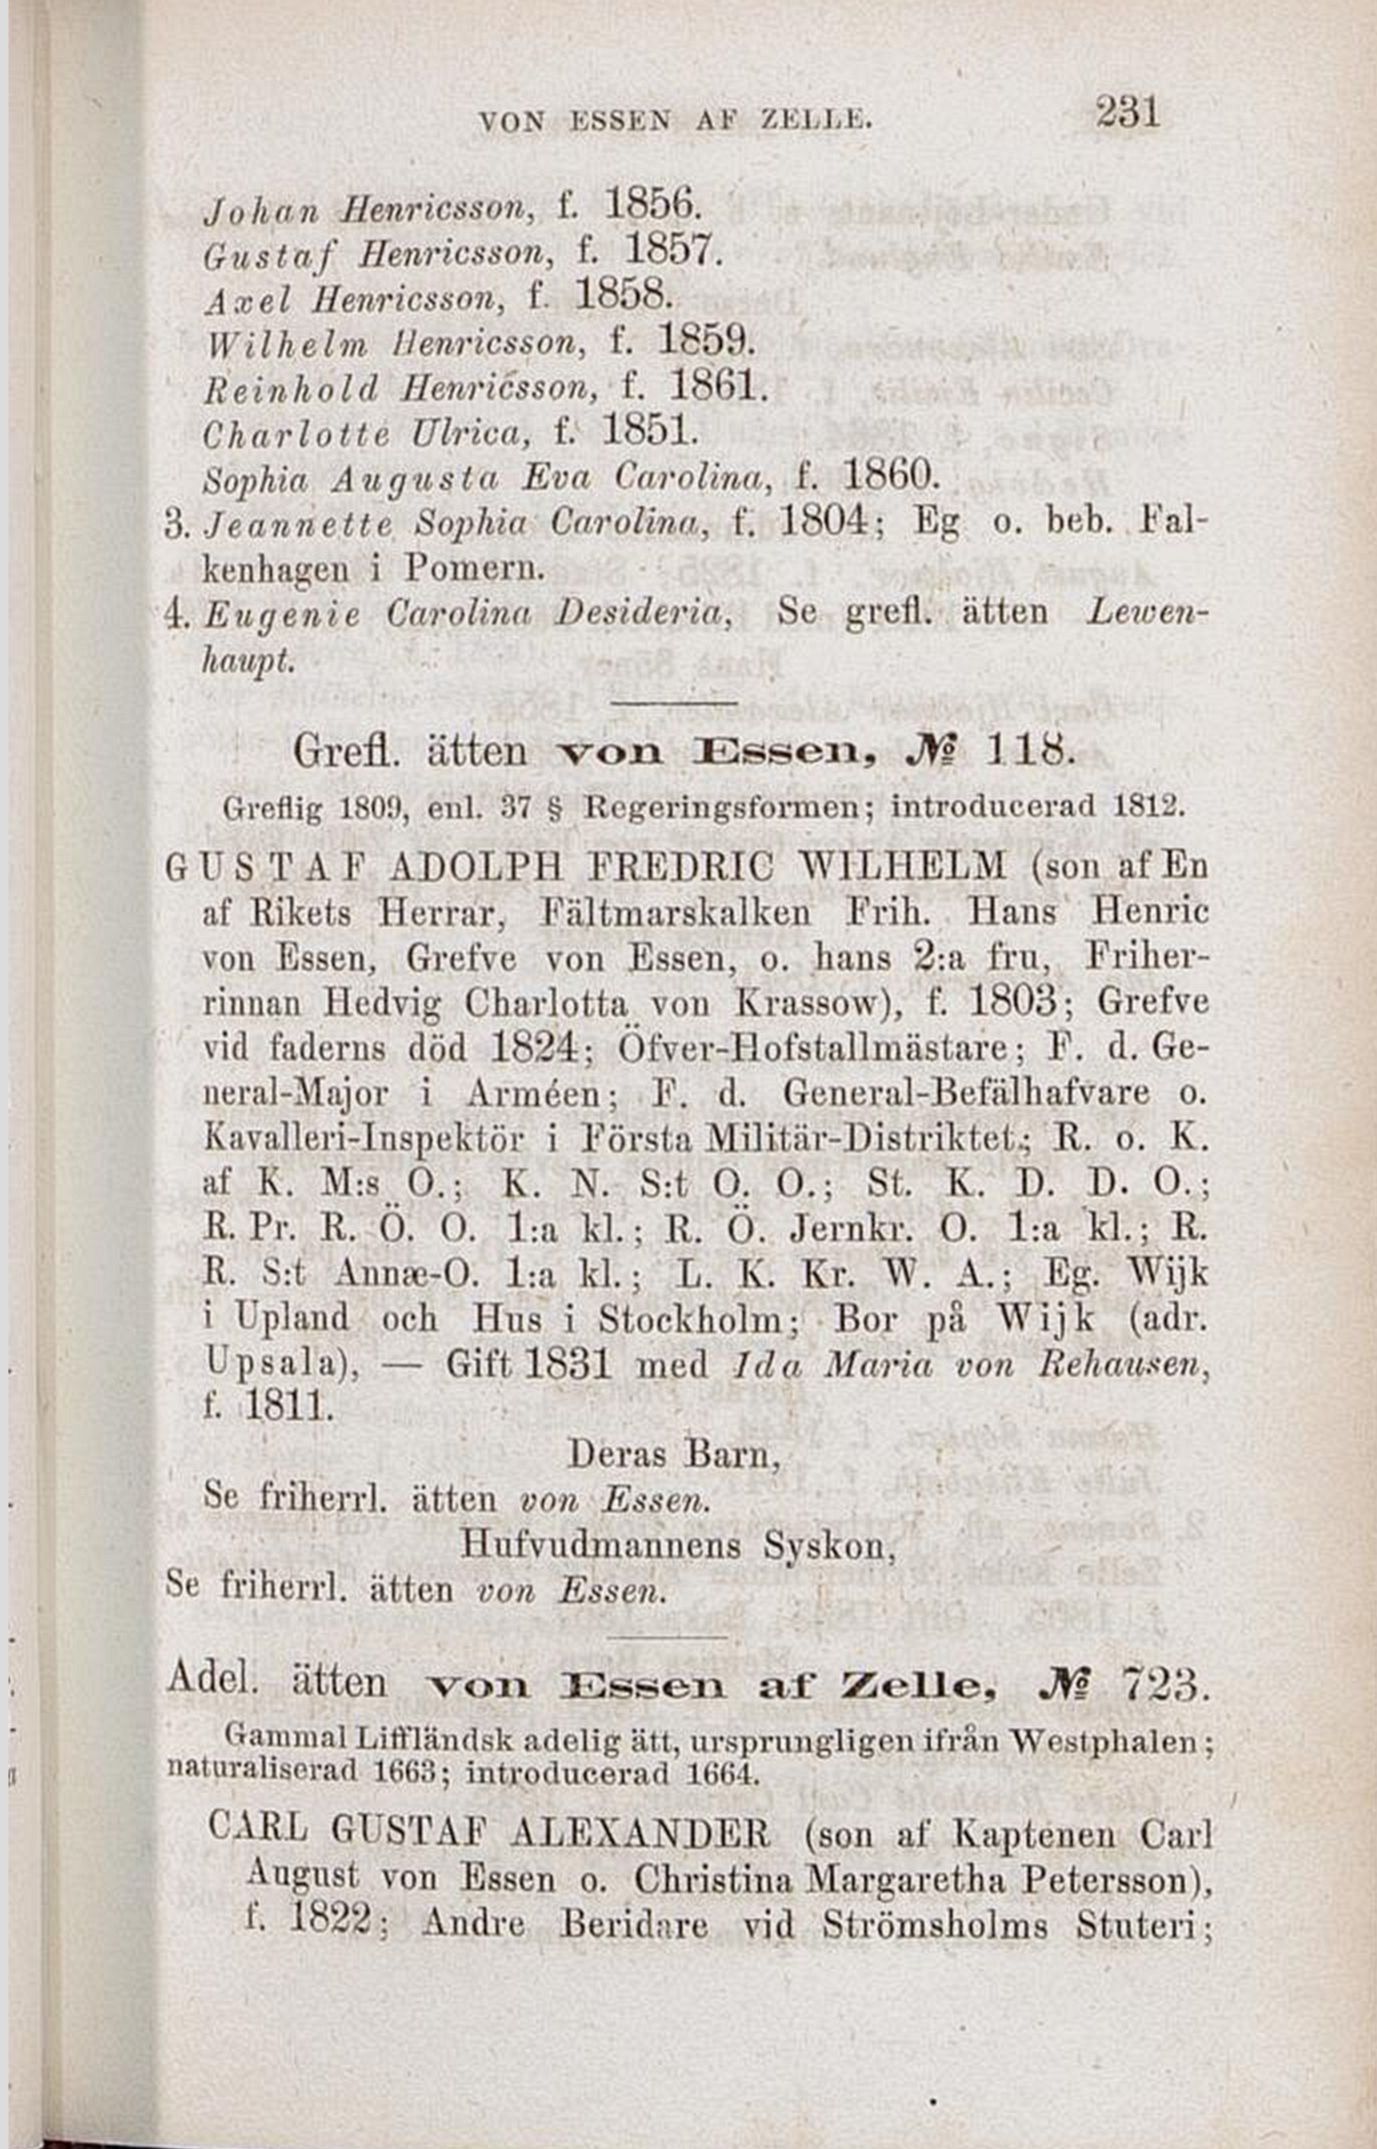 VON ESSEN AF ZELLE. 231
Johan Henricsson, f. 1856.
Gustaf Henricsson, f. 1857.
Axel Henricsson, f. 1858.
Wilhelm Henricsson, f. 1859.
Reinhold Henricsson, f. 1861.
Charlotte Ulrica, f. 1851.
Sophia Augusta Eva Carolina, f. 1860.
3. Jeannette Sophia Carolina, f. 1804; Eg o. beb. Fal-
kenhagen i Pomern.
4. Eugenie Carolina Desideria, Se grefl. ätten Lewen-
haupt.
Grefl. ätten von Essen, № 118.
Greflig 1809, enl. 37 § Regeringsformen; introducerad 1812.
GUSTAF ADOLPH FREDRIC WILHELM (son af En
af Rikets Herrar, Fältmarskalken Frih. Hans Henric
von Essen, Grefve von Essen, o. hans 2:a fru, Friher-
rinnan Hedvig Charlotta von Krassow), f. 1803; Grefve
vid faderns död 1824; Öfver-Hofstallmästare; F. d. Ge-
neral-Major i Arméen; F. d. General-Befälhafvare o.
Kavalleri-Inspektör i Första Militär-Distriktet; R. o. K.
af K. M:s O.; K. N. S:t O. O.; St. K. D. D. O.;
R. Pr. R. Ö. O. 1:a kl.; R. Ö. Jernkr. O. 1:a kl.; R.
R. S:t Annæ-O. 1:a kl.; L. K. Kr. W. A.; Eg. Wijk
i Upland och Hus i Stockholm; Bor på Wijk (adr.
Upsala), — Gift 1831 med Ida Maria von Rehausen,
f. 1811.
Deras Barn,
Se friherrl. ätten von Essen.
Hufvudmannens Syskon,
Se friherrl. ätten von Essen.
Adel. ätten von Essen af Zelle, № 723.
Gammal Liffländsk adelig ätt, ursprungligen ifrån Westphalen;
naturaliserad 1663; introducerad 1664.
CARL GUSTAF ALEXANDER (son af Kaptenen Carl
August von Essen o. Christina Margaretha Petersson),
f. 1822; Andre Beridare vid Strömsholms Stuteri;